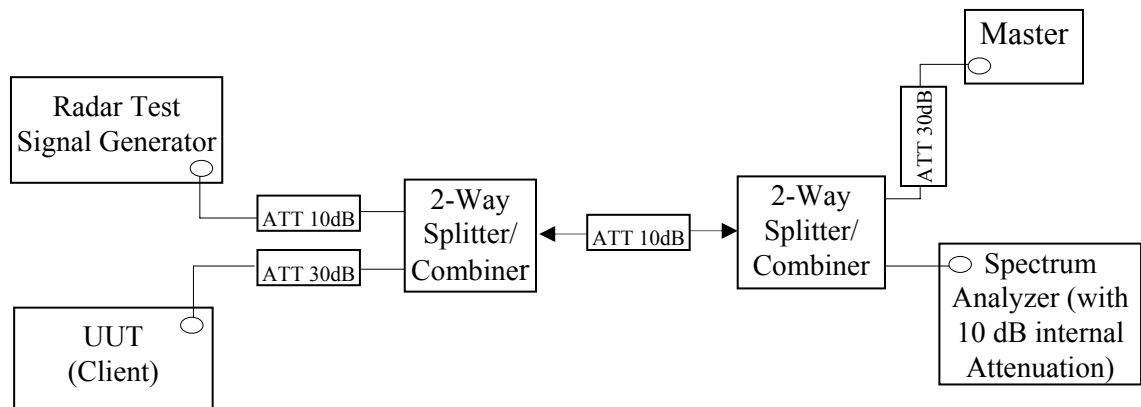 Master
Radar Test
Signal Generator
ATT 30dB
2-Way
Splitter/
Combiner
2-Way
Splitter/
Combiner
ATT 10dB
ATT 10dB
ATT 30dB
UUT
(Client)
Spectrum
Analyzer (with
10 dB internal
Attenuation)